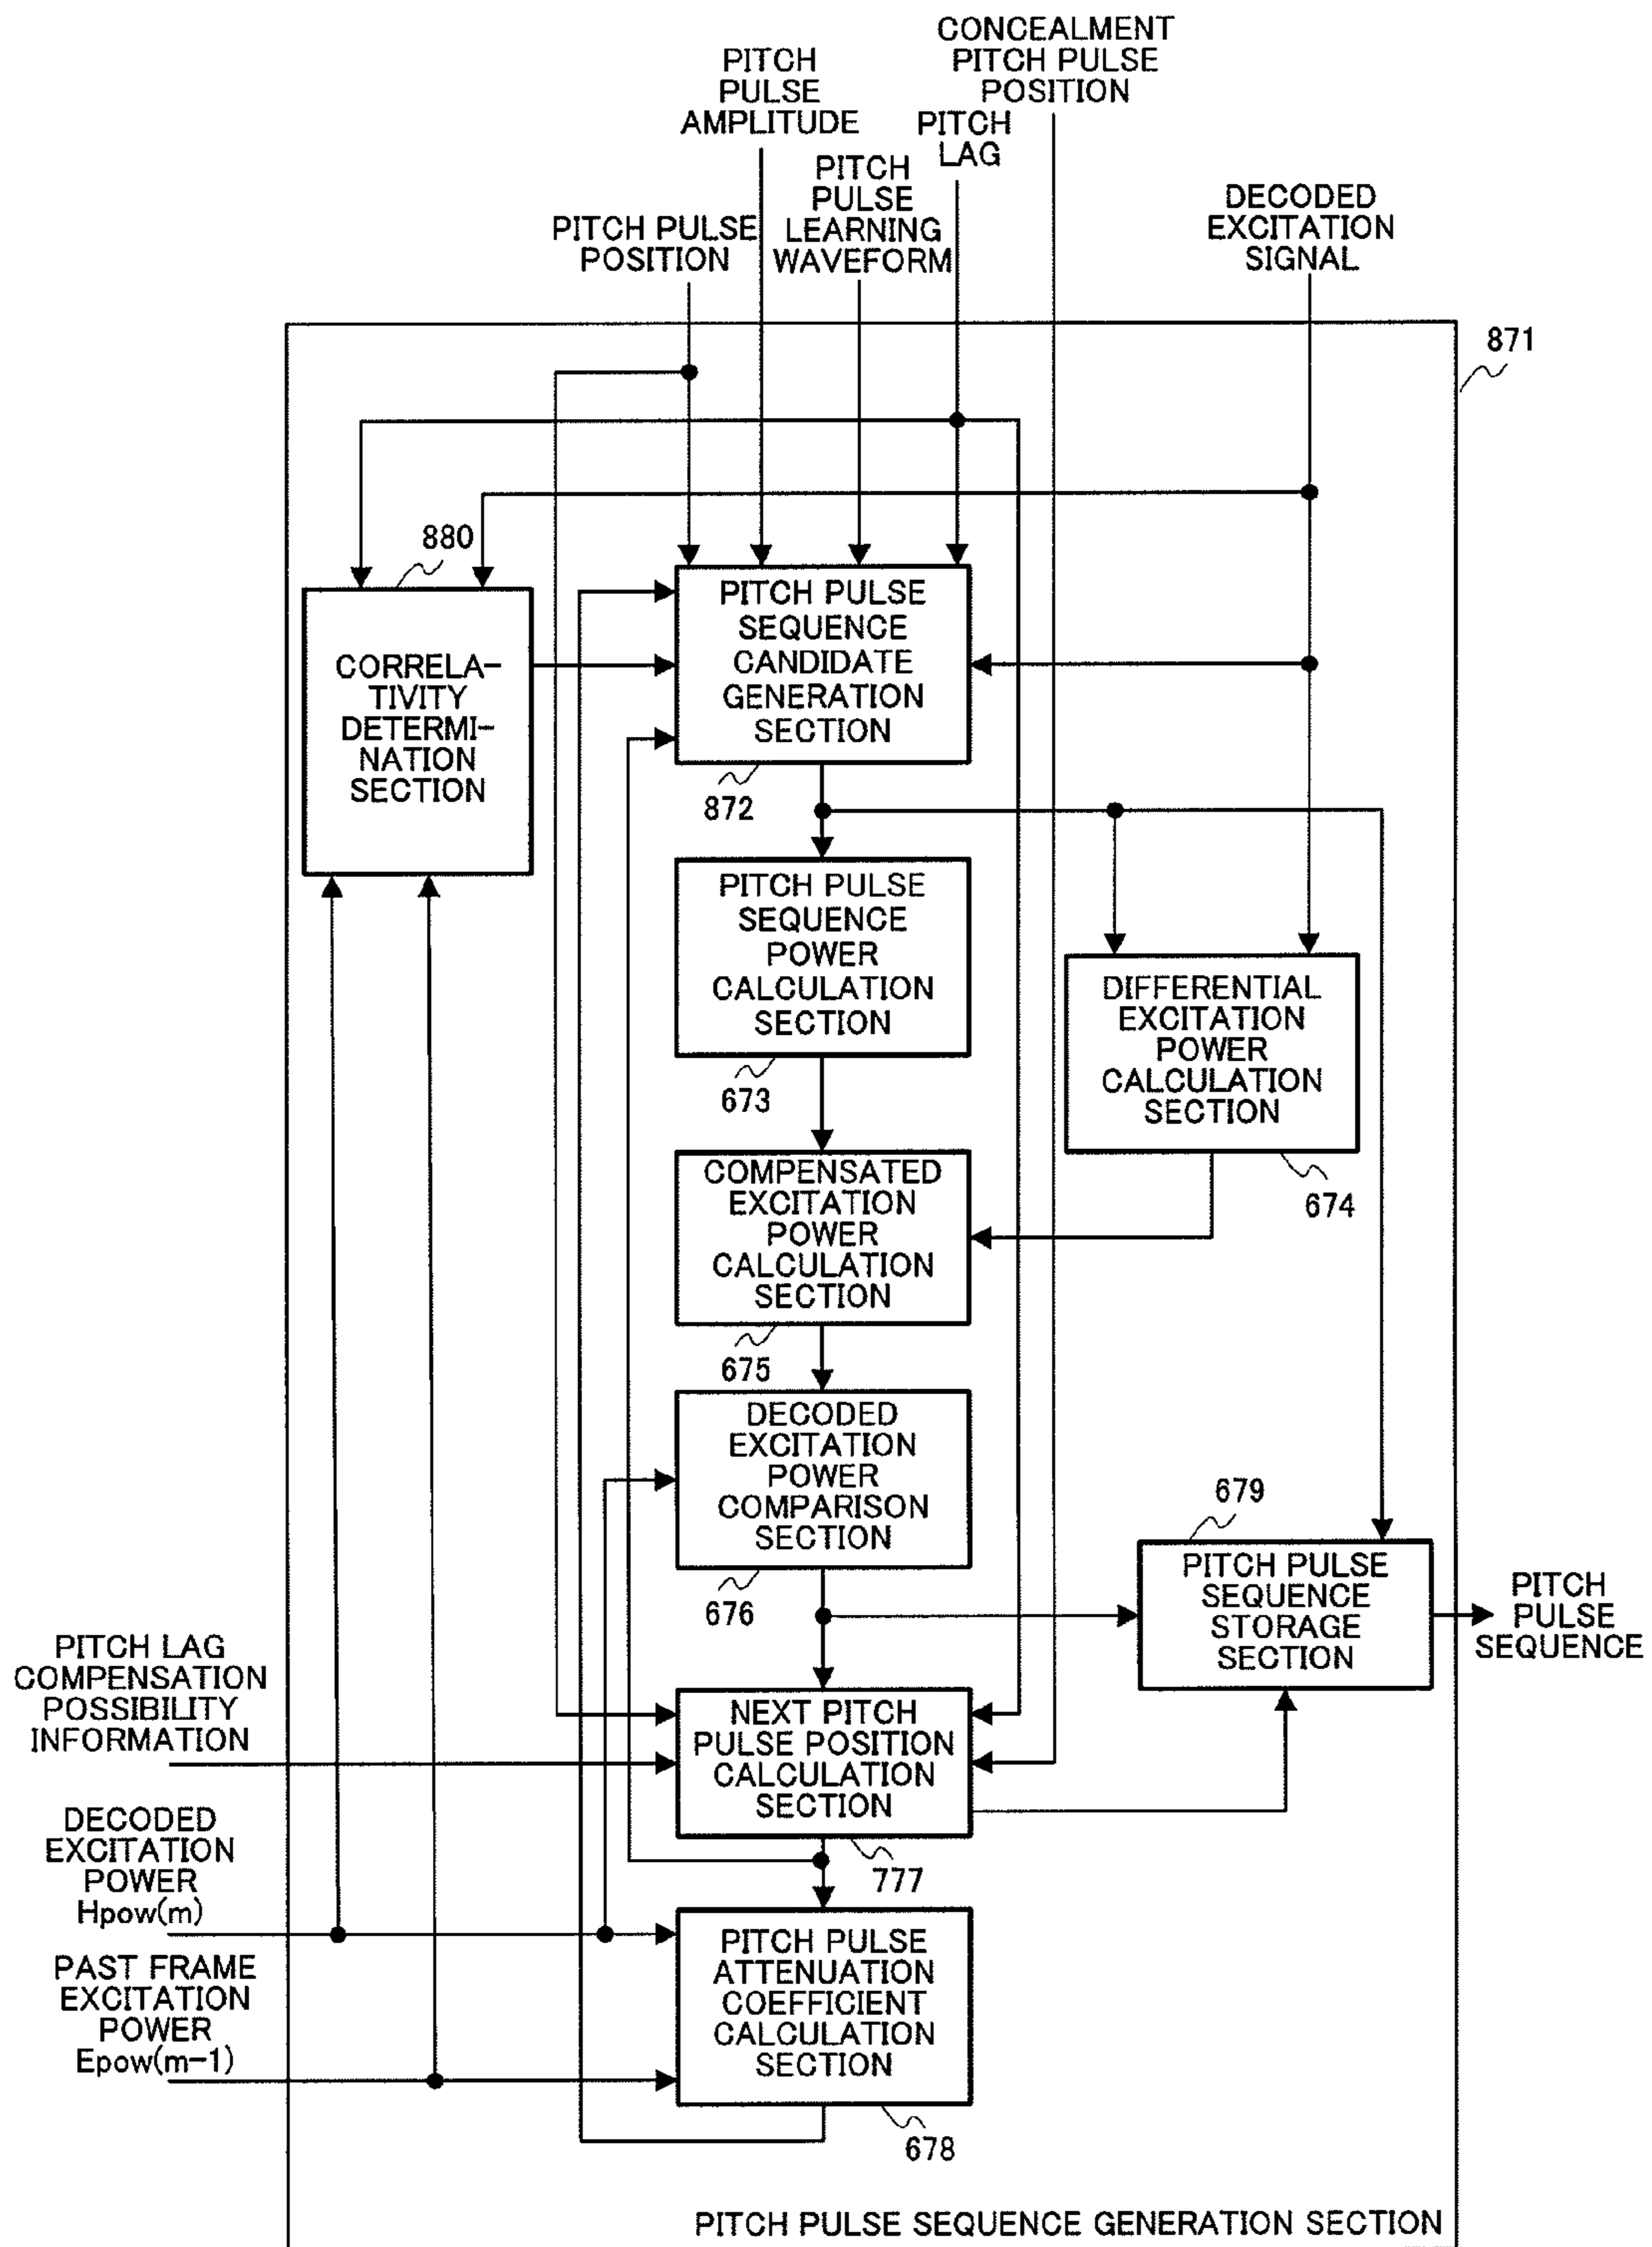 CONCEALMENT
PITCH PULSE
POSITION
PITCH
PULSE
AMPLITUDE
PITCH
LAG
PITCH
PULSE
LEARNING
WAVEFORM
DECODED
EXCITATION
SIGNAL
PITCH PULSE
POSITION
871
880
CORRELA-
TIVITY
DETERMI-
NATION
SECTION
PITCH PULSE
SEQUENCE
CANDIDATE
GENERATION
SECTION
872
PITCH PULSE
SEQUENCE
POWER
CALCULATION
SECTION
673
DIFFERENTIAL
EXCITATION
POWER
CALCULATION
SECTION
674
COMPENSATED
EXCITATION
POWER
CALCULATION
SECTION
675
DECODED
EXCITATION
POWER
COMPARISON
SECTION
676
679
PITCH PULSE
SEQUENCE
STORAGE
SECTION
PITCH
PULSE
SEQUENCE
PITCH LAG
COMPENSATION
POSSIBILITY
INFORMATION
NEXT PITCH
PULSE POSITION
CALCULATION
SECTION
777
DECODED
EXCITATION
POWER
Hpow(m)
PAST FRAME
EXCITATION
POWER
Epow(m-1)
PITCH PULSE
ATTENUATION
COEFFICIENT
CALCULATION
SECTION
678
PITCH PULSE SEQUENCE GENERATION SECTION